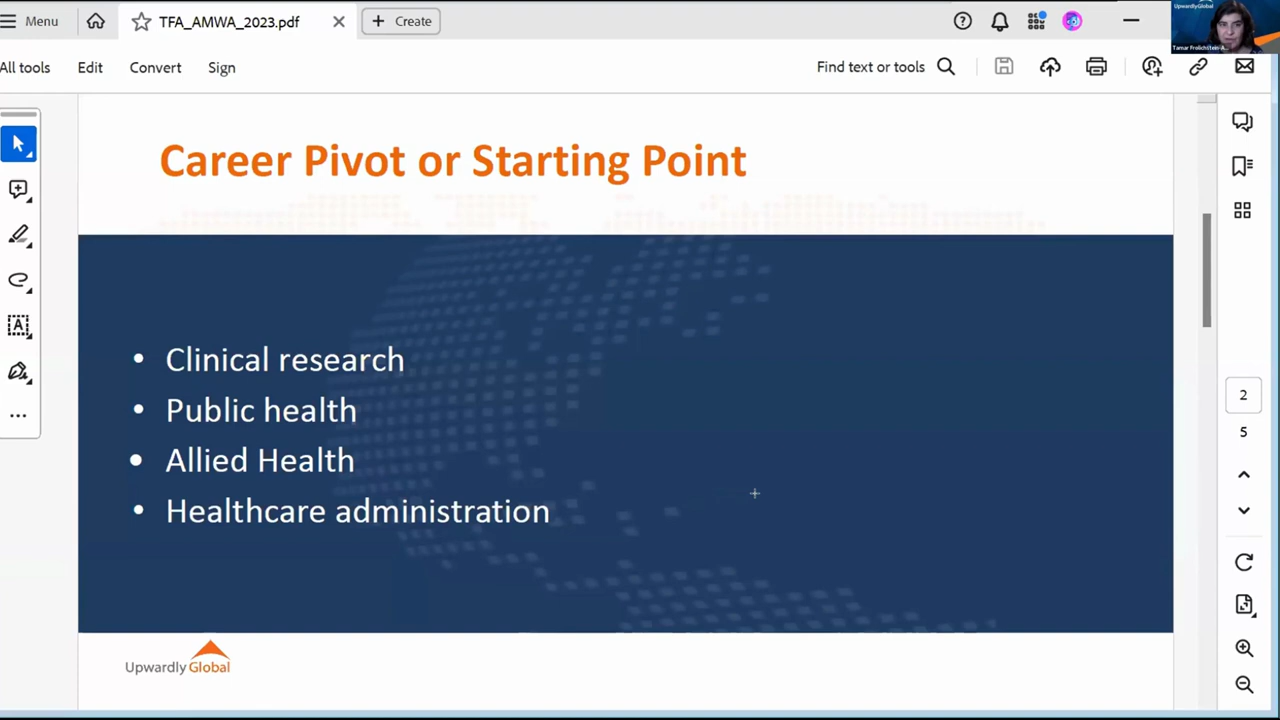 Menu
TFA_AMWA_2023.pdf
Create
UpwardlyGlobal
All tools
Edit
Convert
Sign
Find text or tools
Career Pivot or Starting Point
• Clinical research
• Public health
• Allied Health
• Healthcare administration
2
5
Upwardly Global